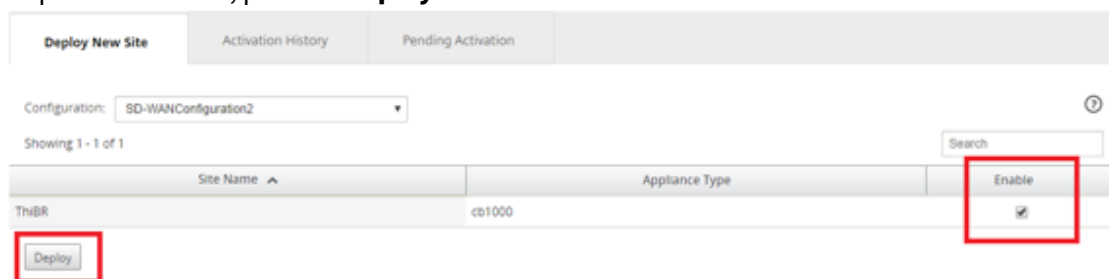 Deploy New Site Activation History Pending Activation
Configuration: SD-WANConfiguration2
Showing 1 - 1 of 1 Search
Site Name Appliance Type Enable
ThiBR cb1000
Deploy